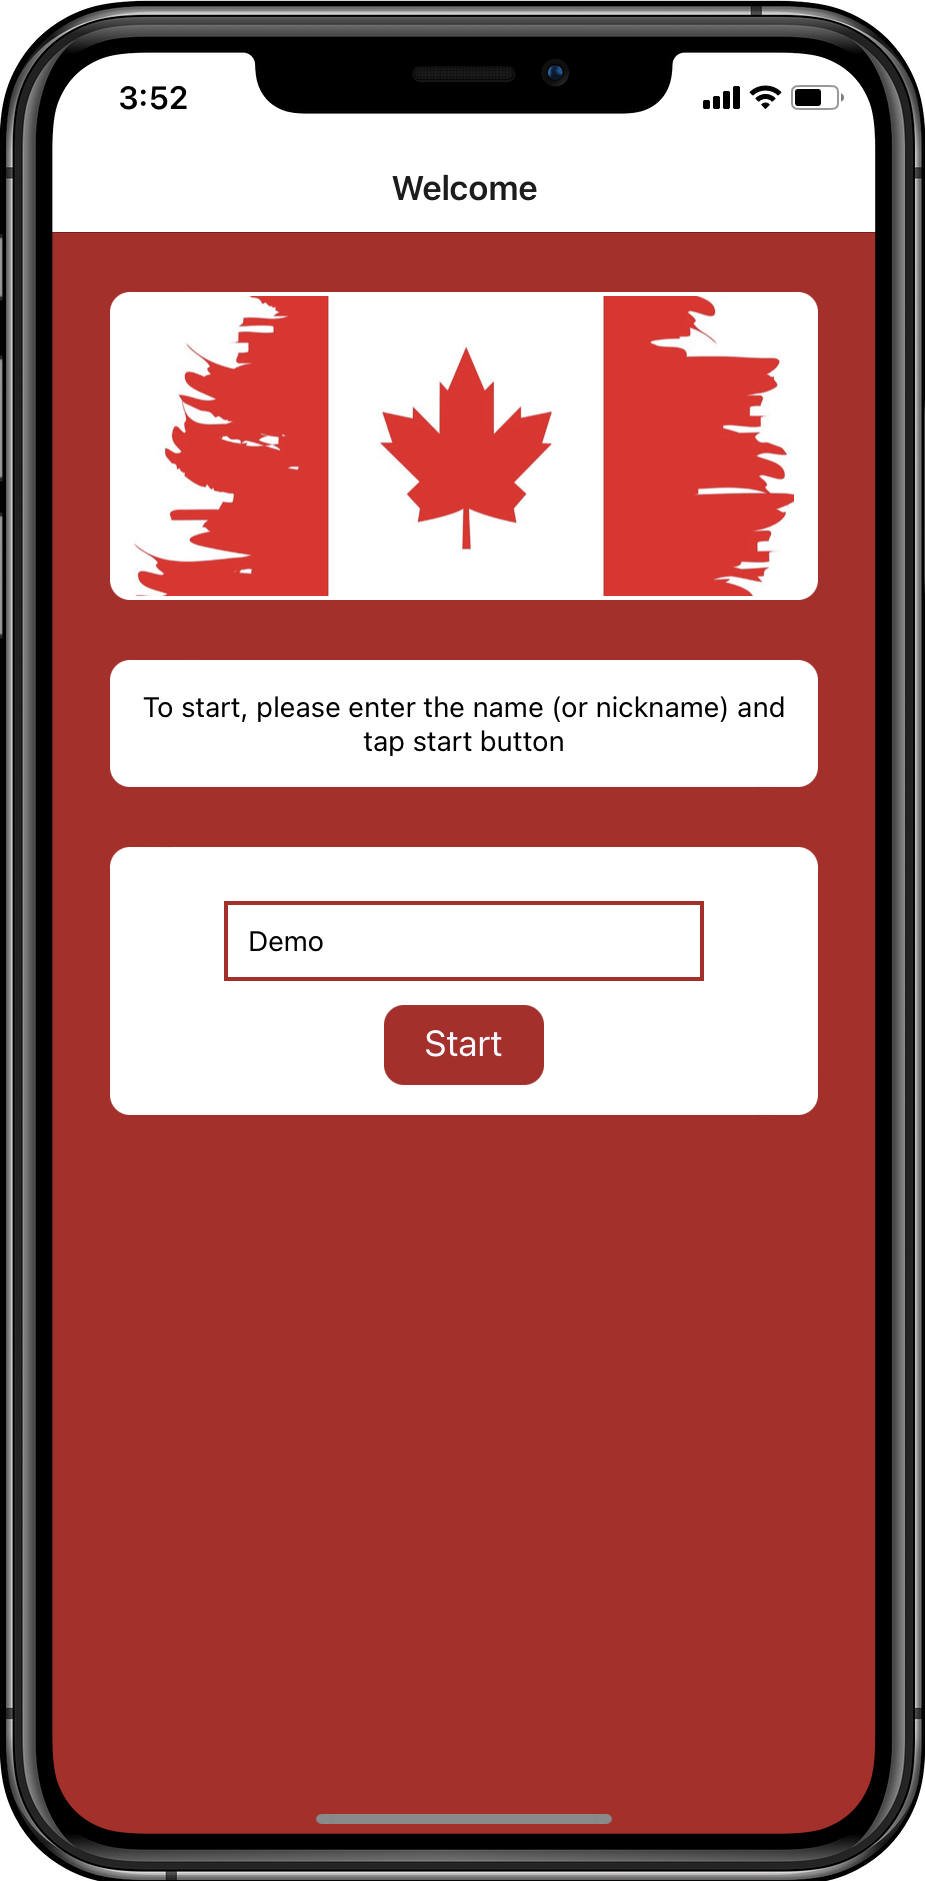 3:52
Welcome
To start, please enter the name (or nickname) and
tap start button
Demo
Start